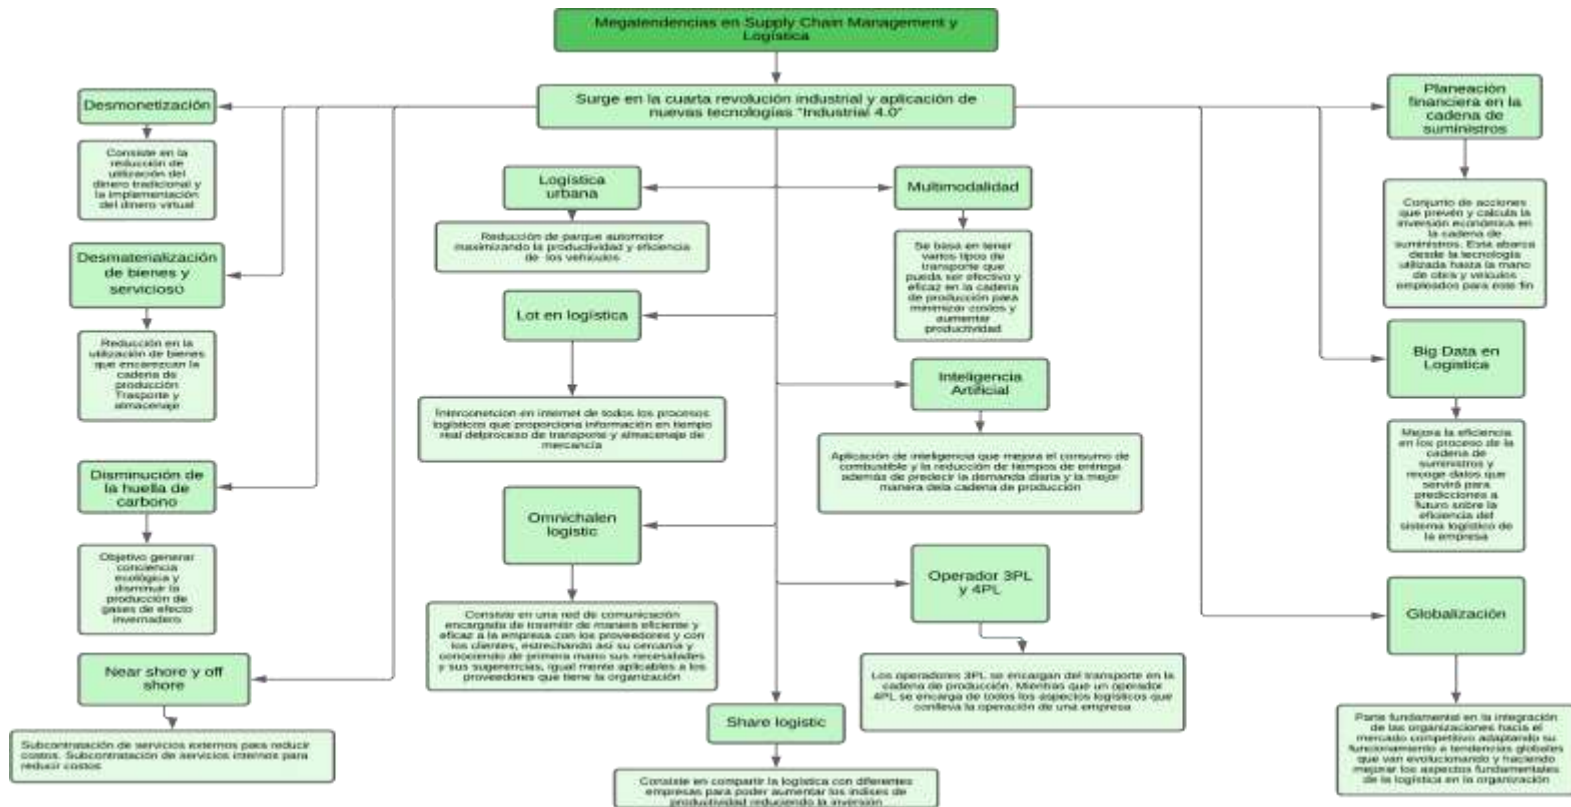 Megatendencias en Supply Chain Management y
Logística
Surge en la cuarta revolución industrial y aplicación de
nuevas tecnologías "Industrial 4.0"
Desmonetización
Consiste en la
reducción de
utilización del
dinero tradicional y
la implementación
del dinero virtual
Desmaterialización
de bienes y
servicioso
Reducción en la
utilización de bienes
que encarezcan la
cadena de
producción
Trasporte y
almacenaje
Disminución de
la huella de
carbono
Objetivo generar
conciencia
ecológica y
disminuir la
producción de
gases de efecto
invernadero
Near shore y off
shore
Subcontratación de servicios externos para reducir
costos. Subcontratación de servicios internos para
reducir costos
Logística
urbana
Reducción de parque automotor
maximizando la productividad y eficiencia
de los vehículos
Lot en logística
Interconetcion en internet de todos los procesos
logísticos que proporciona información en tiempo
real delproceso de transporte y almacenaje de
mercancía
Omnichalen
logistic
Consiste en una red de comunicación
encargada de trasmitir de manera eficiente y
eficaz a la empresa con los proveedores y con
los clientes, estrechando así su cercanía y
conociendo de primera mano sus necesidades
y sus sugerencias, igual mente aplicables a los
proveedores que tiene la organización
Share logistic
Consiste en compartir la logística con diferentes
empresas para poder aumentar los índices de
productividad reduciendo la inversión
Multimodalidad
Se basa en tener
varios tipos de
transporte que
pueda ser efectivo y
eficaz en la cadena
de producción para
minimizar costos y
aumentar
productividad
Inteligencia
Artificial
Aplicación de inteligencia que mejora el consumo de
combustible y la reducción de tiempos de entrega
además de predecir la demanda diaria y la mejor
manera dela cadena de producción
Operador 3PL
y 4PL
Los operadores 3PL se encargan del transporte en la
cadena de producción. Mientras que un operador
4PL se encarga de todos los aspectos logísticos que
conlleva la operación de una empresa
Planeación
financiera en la
cadena de
suministros
Conjunto de acciones
que prevén y calcula la
inversión económica en
la cadena de
suministros. Esta abarca
desde la tecnología
utilizada hasta la mano
de obra y veículos
empleados para este fin
Big Data en
Logística
Mejora la eficiencia
en los proceso de la
cadena de
suministros y
recoge datos que
servirá para
predicciones a
futuro sobre la
eficiencia del
sistema logístico de
la empresa
Globalización
Parte fundamental en la integración
de las organizaciones hacia el
mercado competitivo adaptando su
funcionamiento a tendencias globales
que van evolucionando y haciendo
mejorar los aspectos fundamentales
de la logística en la organización